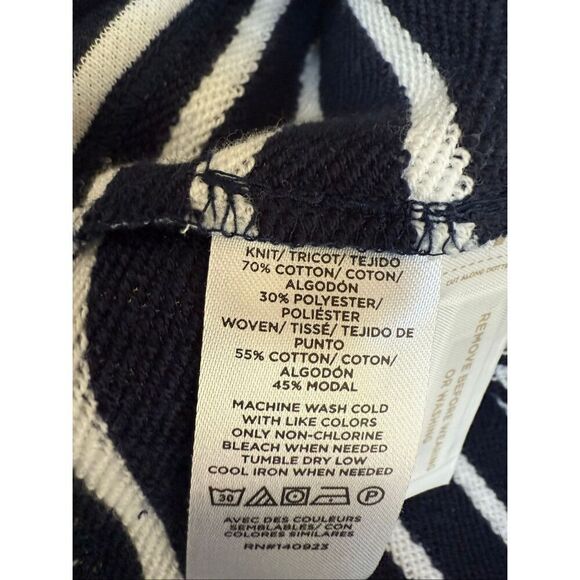 KNIT/ TRICOT/ TEJIDO
70% COTTON/ COTON/
ALGODÓN
30% POLYESTER/
POLIÉSTER
WOVEN/ TISSÉ/ TEJIDO DE
PUNTO
55% COTTON/ COTON/
ALGODÓN
45% MODAL
MACHINE WASH COLD
WITH LIKE COLORS
ONLY NON-CHLORINE
BLEACH WHEN NEEDED
TUMBLE DRY LOW
COOL IRON WHEN NEEDED
30 P
AVEC DES COULEURS
SEMBLABLES/ CON
COLORES SIMILARES
RN#140923
CUT ALONG
REMOVE BEFORE
OR WASHING